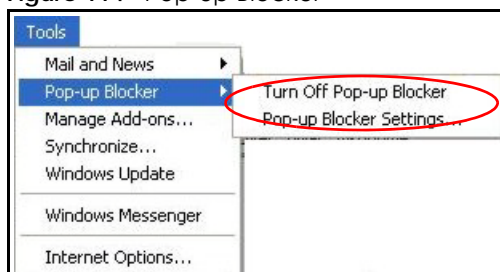 Tools
Mail and News
Pop-up Blocker
Turn Off Pop-up Blocker
Manage Add-ons...
Pop-up Blocker Settings...
Synchronize...
Windows Update
Windows Messenger
Internet Options...